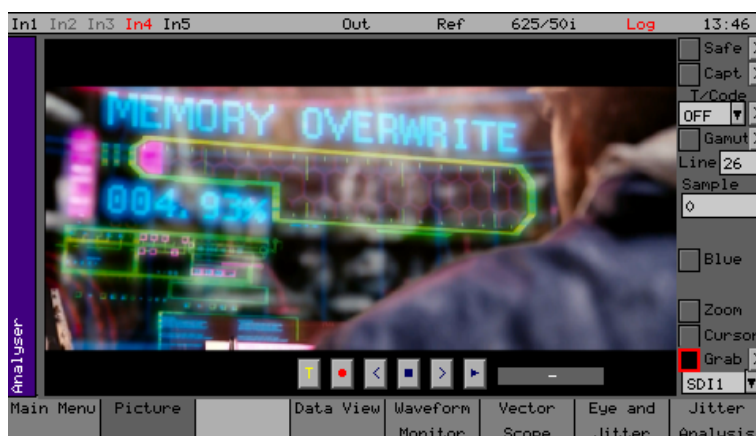 In1 In2 In3 In4 In5 Out Ref 625/50i Log 13:46
Safe
Capt
T/Code
OFF
Gamut
Line 26
Sample
0
Blue
Zoom
Cursor
Grab
SDI1
Analyser
MEMORY OVERWRITE
004.93%
T
Main Menu Picture Data View Waveform Monitor Vector Scope Eye and Jitter Jitter Analysis